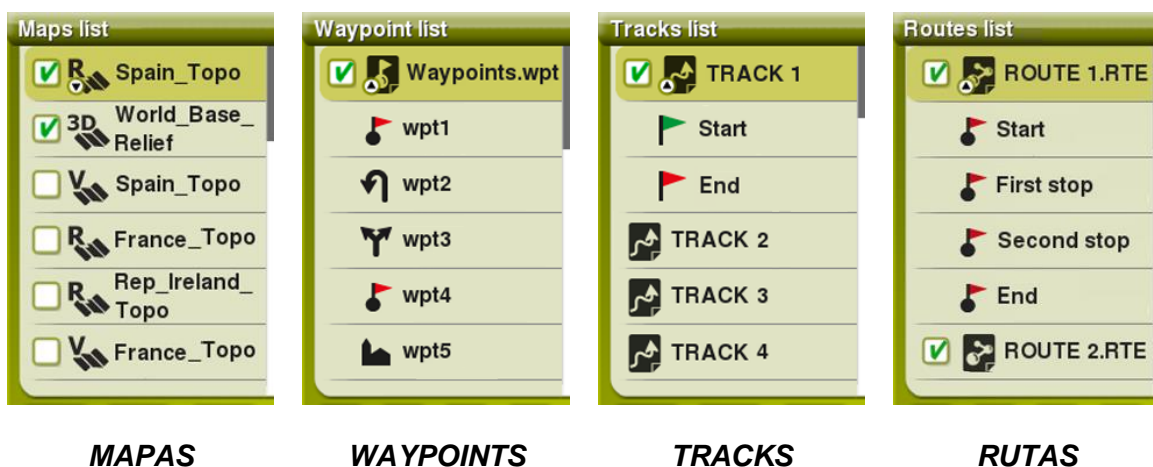 Maps list
R Spain_Topo
3D World_Base_
Relief
V Spain_Topo
R France_Topo
R Rep_Ireland_
Topo
V France_Topo
Waypoint list
Waypoints.wpt
wpt1
wpt2
wpt3
wpt4
wpt5
Tracks list
TRACK 1
Start
End
TRACK 2
TRACK 3
TRACK 4
Routes list
ROUTE 1.RTE
Start
First stop
Second stop
End
ROUTE 2.RTE
MAPAS
WAYPOINTS
TRACKS
RUTAS